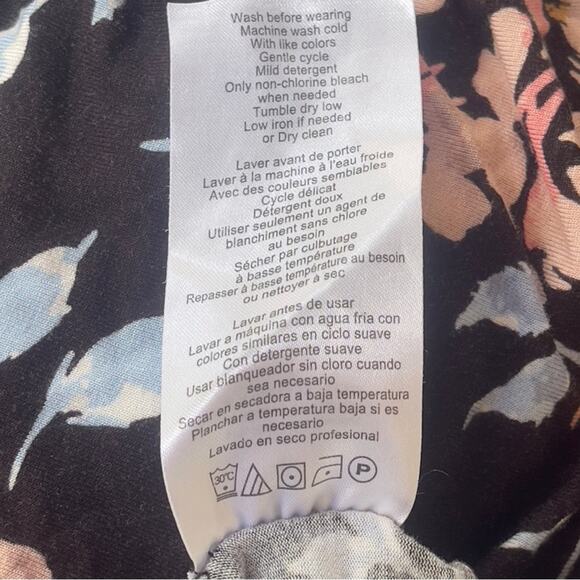 Wash before wearing
Machine wash cold
With like colors
Gentle cycle
Mild detergent
Only non-chlorine bleach
when needed
Tumble dry low
Low iron if needed
or Dry clean
Laver avant de porter
Laver à la machine à l'eau froide
Avec des couleurs semblables
Cycle délicat
Détergent doux
Utiliser seulement un agent de
blanchiment sans chlore
au besoin
Sécher par culbutage
à basse température
Repasser à basse température au besoin
ou nettoyer à sec
Lavar antes de usar
Lavar a máquina con agua fria con
colores similares en ciclo suave
Con detergente suave
Usar blanqueador sin cloro cuando
sea necesario
Secar en secadora a baja temperatura
Planchar a temperatura baja si es
necesario
Lavado en seco profesional
30°C P